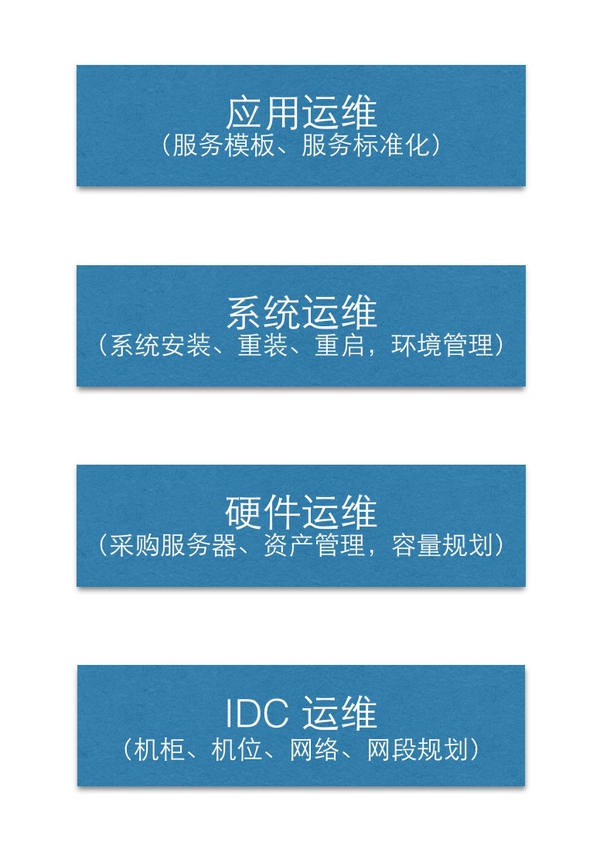 应用运维
（服务模板、服务标准化）
系统运维
（系统安装、重装、重启，环境管理）
硬件运维
（采购服务器、资产管理，容量规划）
IDC 运维
（机柜、机位、网络、网段规划）